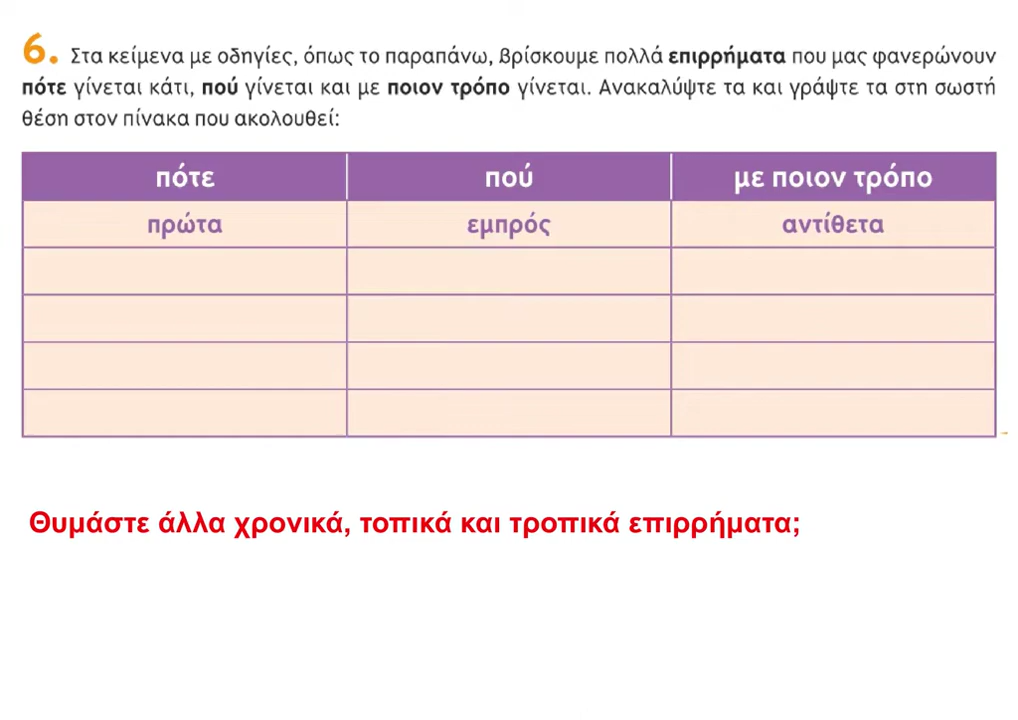 6. Στα κείμενα με οδηγίες, όπως το παραπάνω, βρίσκουμε πολλά επιρρήματα που μας φανερώνουν
πότε γίνεται κάτι, πού γίνεται και με ποιον τρόπο γίνεται. Ανακαλύψτε τα και γράψτε τα στη σωστή
θέση στον πίνακα που ακολουθεί:
πότε πού με ποιον τρόπο
πρώτα εμπρός αντίθετα
Θυμάστε άλλα χρονικά, τοπικά και τροπικά επιρρήματα;